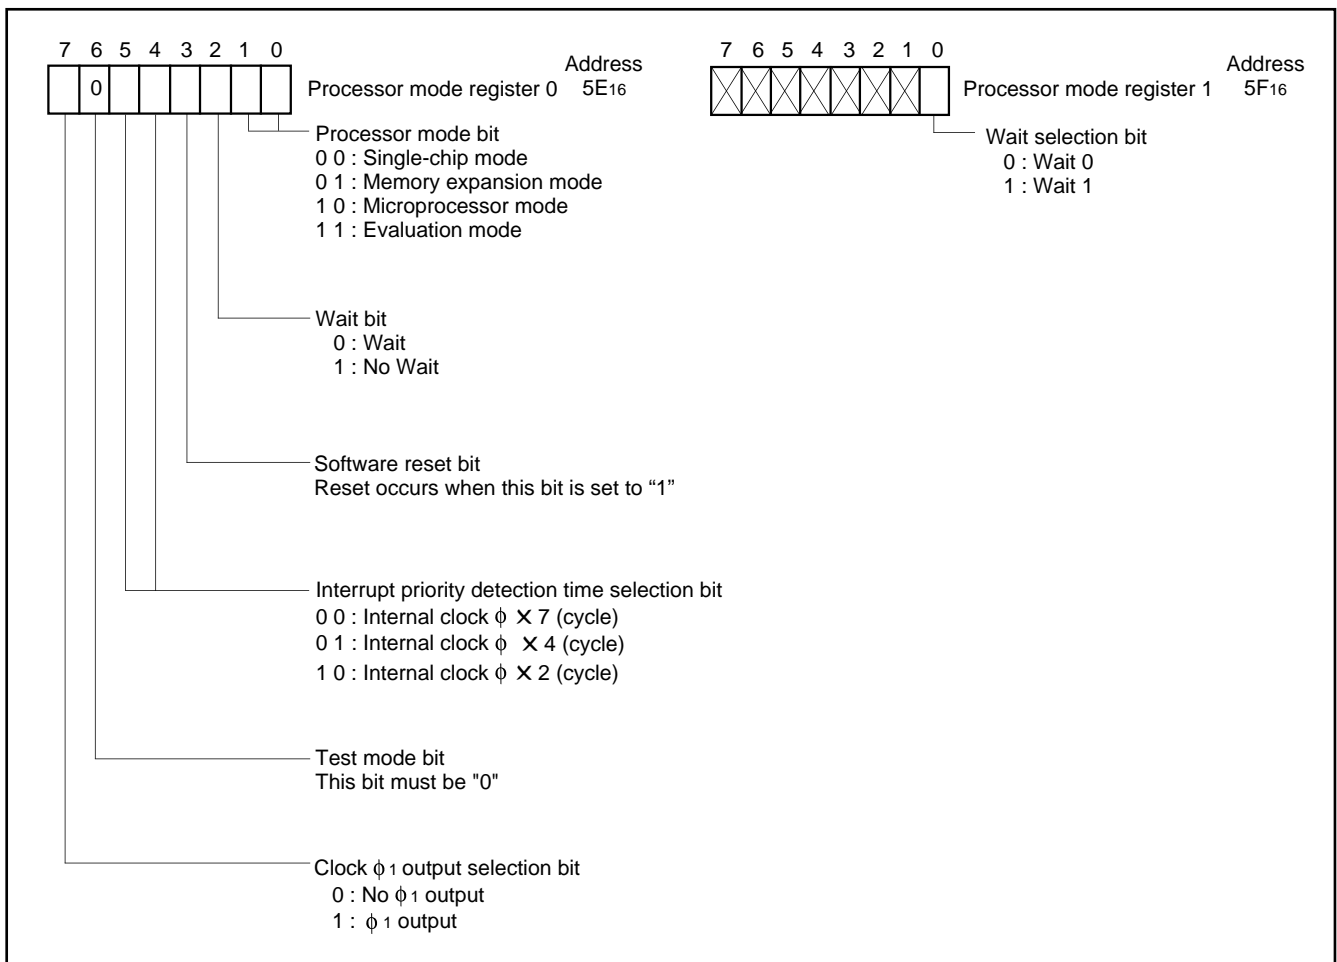 7 6 5 4 3 2 1 0
Address
0
Processor mode register 0 5E16
Processor mode bit
0 0 : Single-chip mode
0 1 : Memory expansion mode
1 0 : Microprocessor mode
1 1 : Evaluation mode
Wait bit
0 : Wait
1 : No Wait
Software reset bit
Reset occurs when this bit is set to “1”
Interrupt priority detection time selection bit
0 0 : Internal clock ϕ × 7 (cycle)
0 1 : Internal clock ϕ × 4 (cycle)
1 0 : Internal clock ϕ × 2 (cycle)
Test mode bit
This bit must be "0"
Clock ϕ 1 output selection bit
0 : No ϕ 1 output
1 : ϕ 1 output
7 6 5 4 3 2 1 0
Address
Processor mode register 1 5F16
Wait selection bit
0 : Wait 0
1 : Wait 1